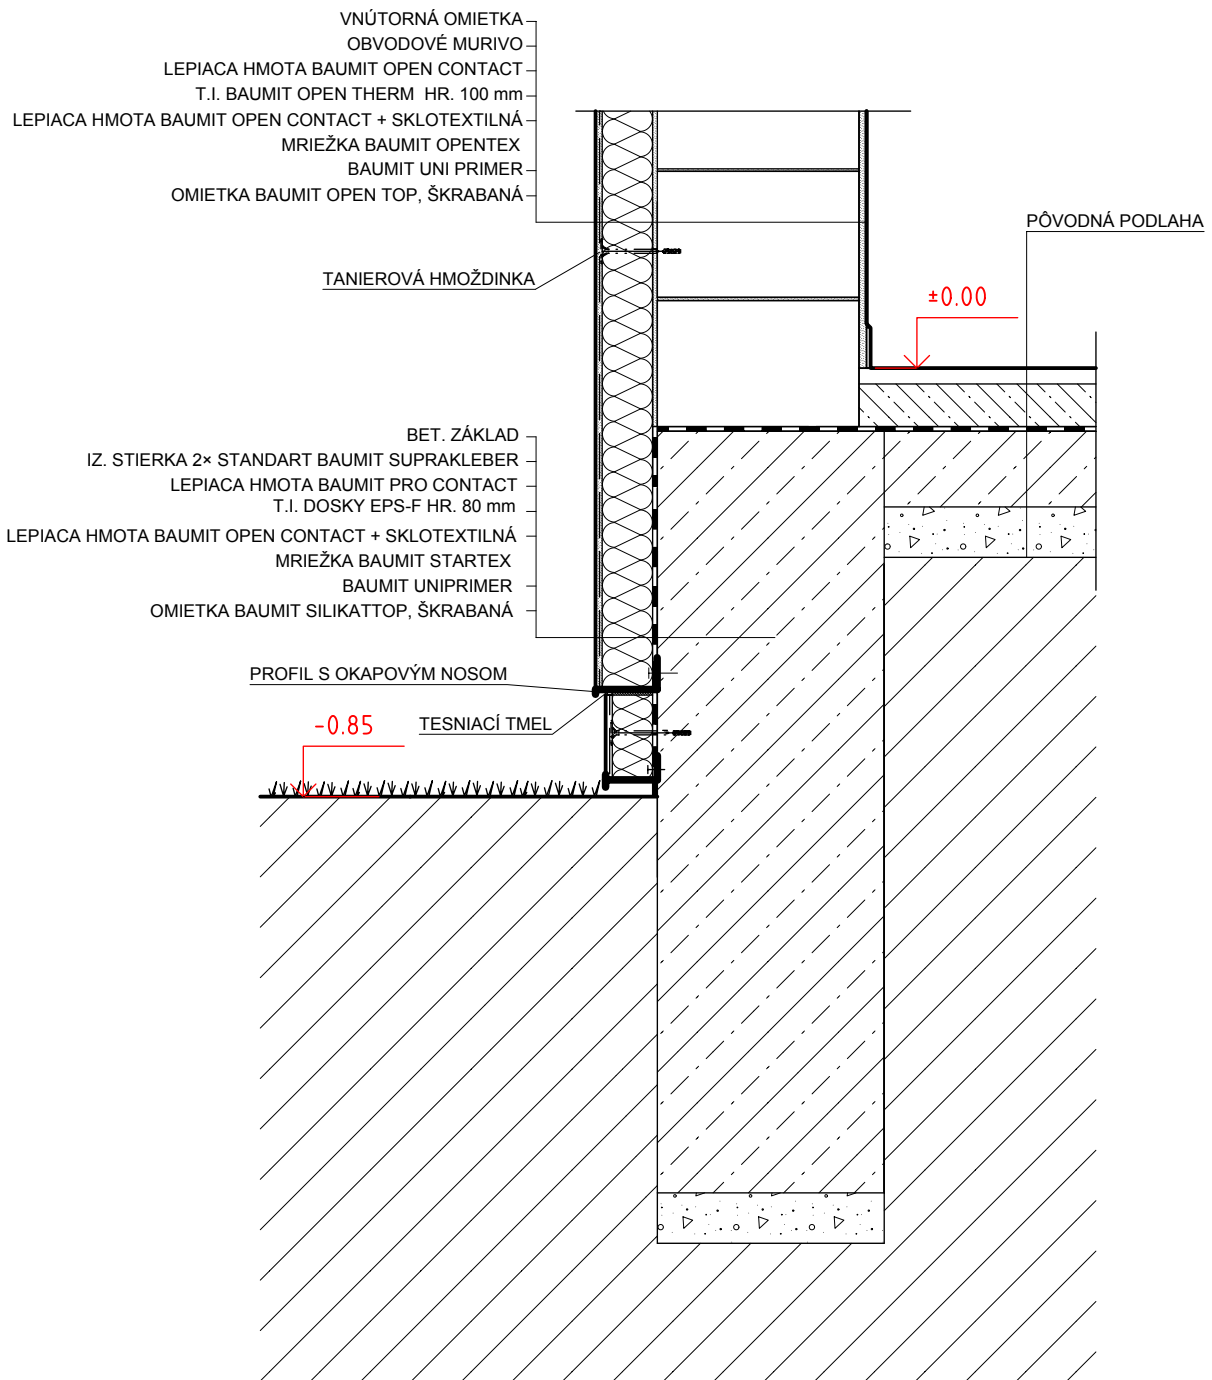 VNÚTORNÁ OMIETKA
OBVODOVÉ MURIVO
LEPIACA HMOTA BAUMIT OPEN CONTACT
T.I. BAUMIT OPEN THERM  HR. 100 mm
LEPIACA HMOTA BAUMIT OPEN CONTACT + SKLOTEXTILNÁ
MRIEŽKA BAUMIT OPENTEX
BAUMIT UNI PRIMER
OMIETKA BAUMIT OPEN TOP, ŠKRABANÁ
PÔVODNÁ PODLAHA
TANIEROVÁ HMOŽDINKA
±0.00
BET. ZÁKLAD
IZ. STIERKA 2× STANDART BAUMIT SUPRAKLEBER
LEPIACA HMOTA BAUMIT PRO CONTACT
T.I. DOSKY EPS-F HR. 80 mm
LEPIACA HMOTA BAUMIT OPEN CONTACT + SKLOTEXTILNÁ
MRIEŽKA BAUMIT STARTEX
BAUMIT UNIPRIMER
OMIETKA BAUMIT SILIKATTOP, ŠKRABANÁ
PROFIL S OKAPOVÝM NOSOM
-0.85
TESNIACÍ TMEL